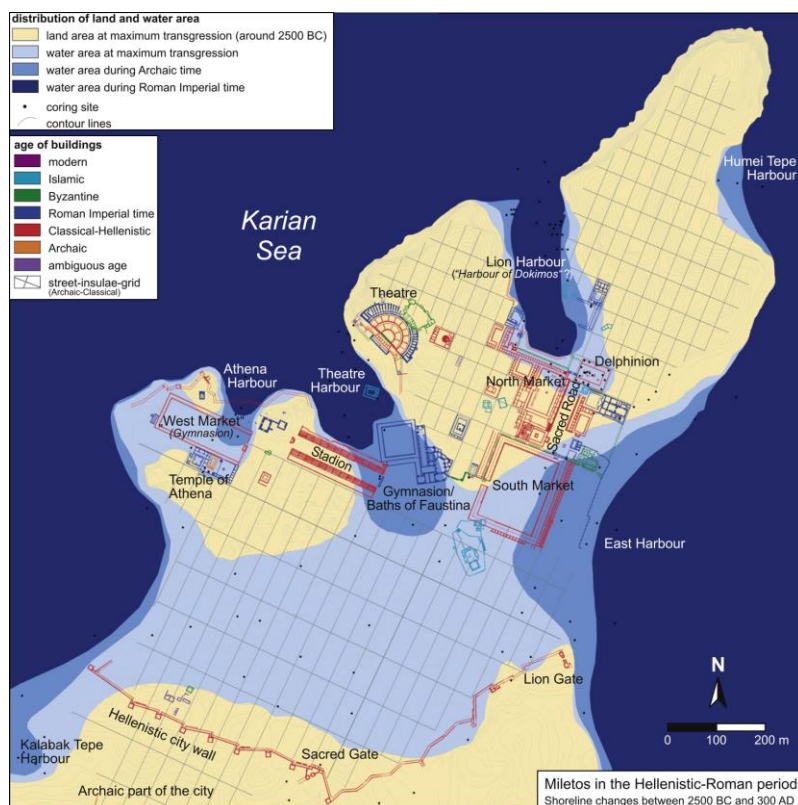 distribution of land and water area
land area at maximum transgression (around 2500 BC)
water area at maximum transgression
water area during Archaic time
water area during Roman Imperial time
coring site
contour lines
age of buildings
modern
Islamic
Byzantine
Roman Imperial time
Classical-Hellenistic
Archaic
ambiguous age
street-insulae-grid
(Archaic-Classical)
Karian
Sea
Humei Tepe
Harbour
Lion Harbour
("Harbour of Dokimos"?)
Theatre
Athena
Harbour
Theatre
Harbour
Delphinion
North Market
Sacred Road
West Market
(Gymnasion)
Stadion
Temple of
Athena
Gymnasion/
Baths of Faustina
South Market
East Harbour
Lion Gate
Hellenistic city wall
Kalabak Tepe
Harbour
Sacred Gate
Archaic part of the city
N
0 100 200 m
Miletos in the Hellenistic-Roman period
Shoreline changes between 2500 BC and 300 AD